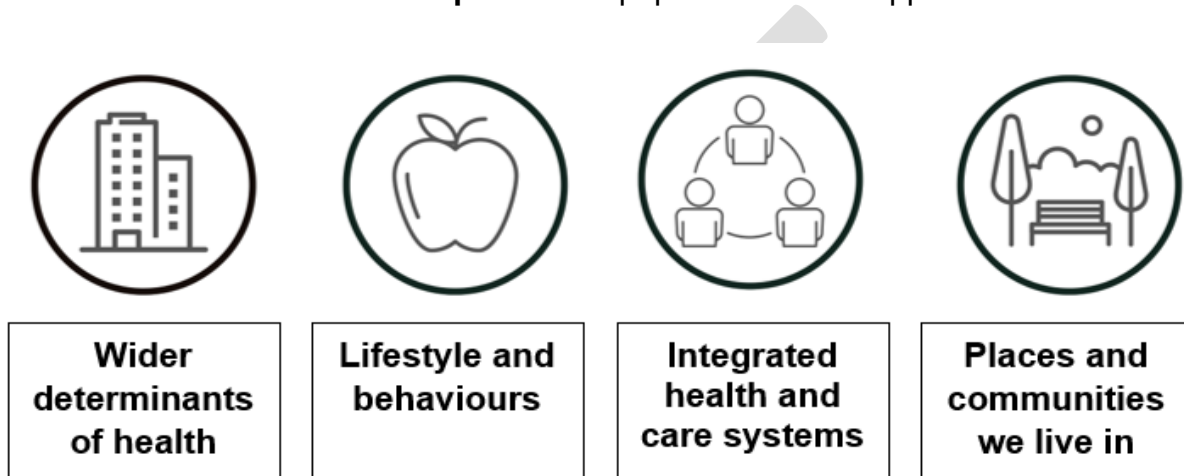 Wider
determinants
of health
Lifestyle and
behaviours
Integrated
health and
care systems
Places and
communities
we live in